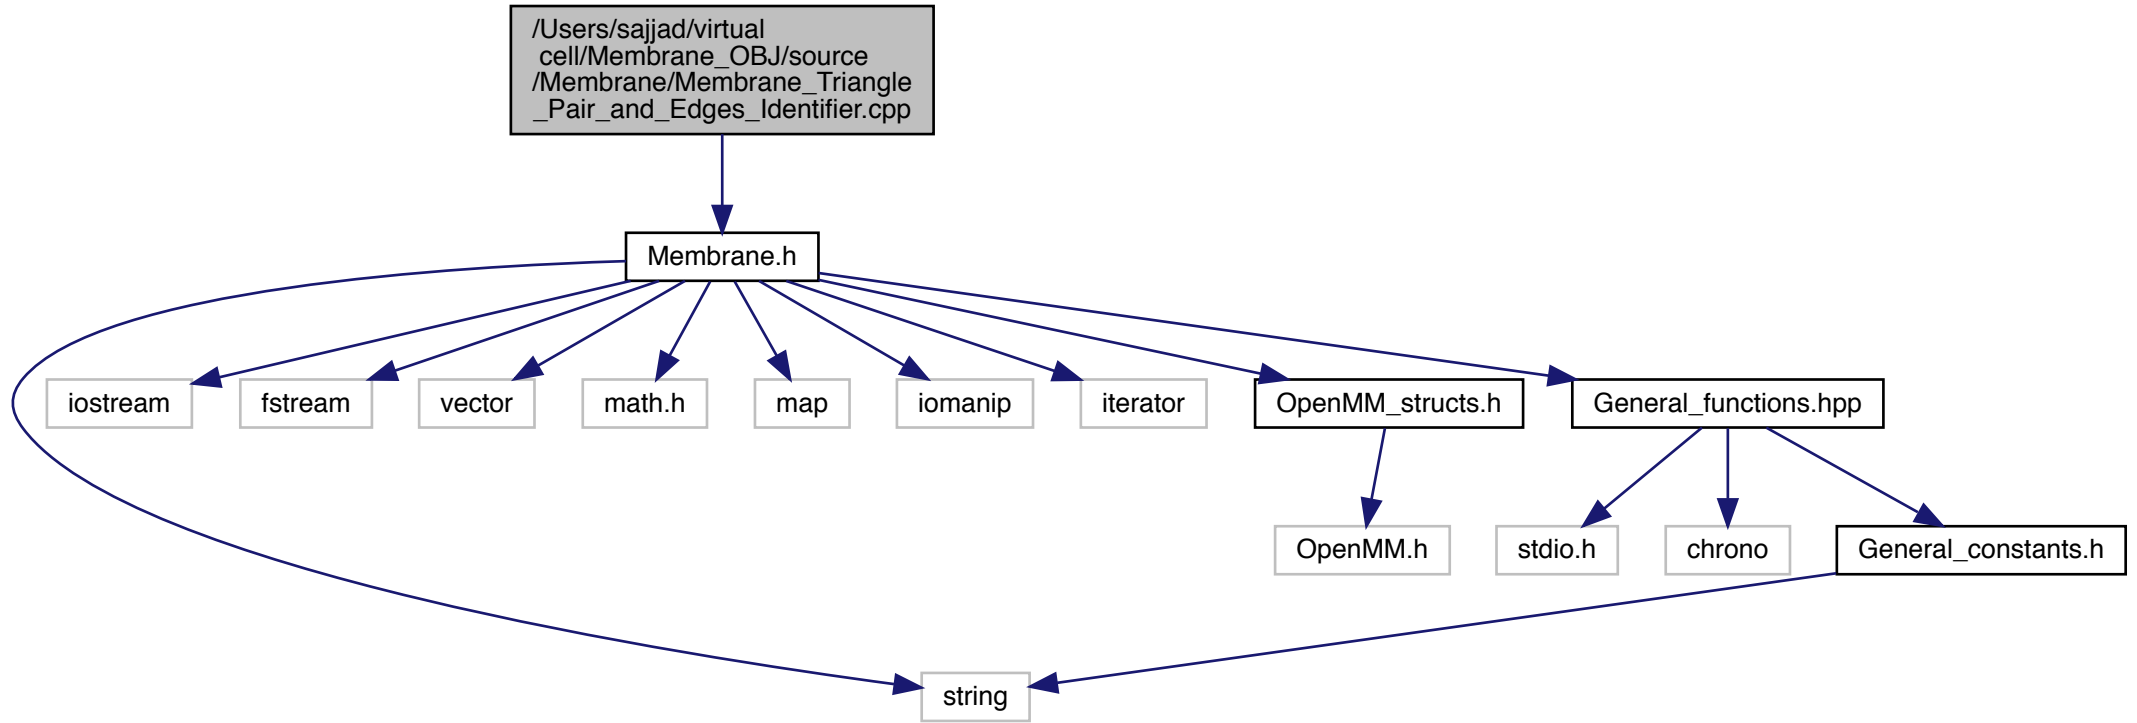 /Users/sajjad/virtual
cell/Membrane_OBJ/source
/Membrane/Membrane_Triangle
_Pair_and_Edges_Identifier.cpp
Membrane.h
iostream
fstream
vector
math.h
map
iomanip
iterator
OpenMM_structs.h
General_functions.hpp
OpenMM.h
stdio.h
chrono
General_constants.h
string